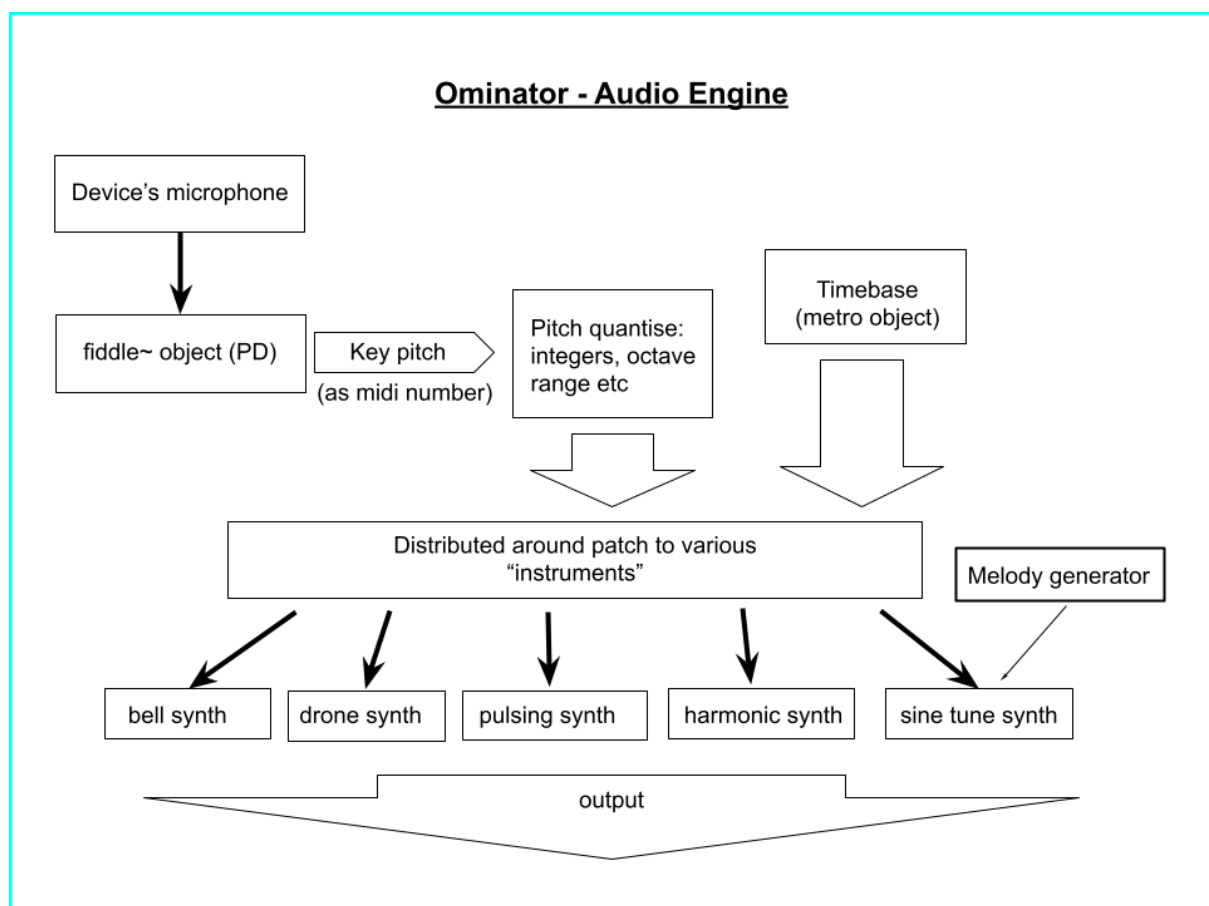 Ominator - Audio Engine
Device’s microphone
fiddle~ object (PD)
Key pitch
(as midi number)
Pitch quantise:
integers, octave
range etc
Timebase
(metro object)
Distributed around patch to various
“instruments”
Melody generator
bell synth
drone synth
pulsing synth
harmonic synth
sine tune synth
output